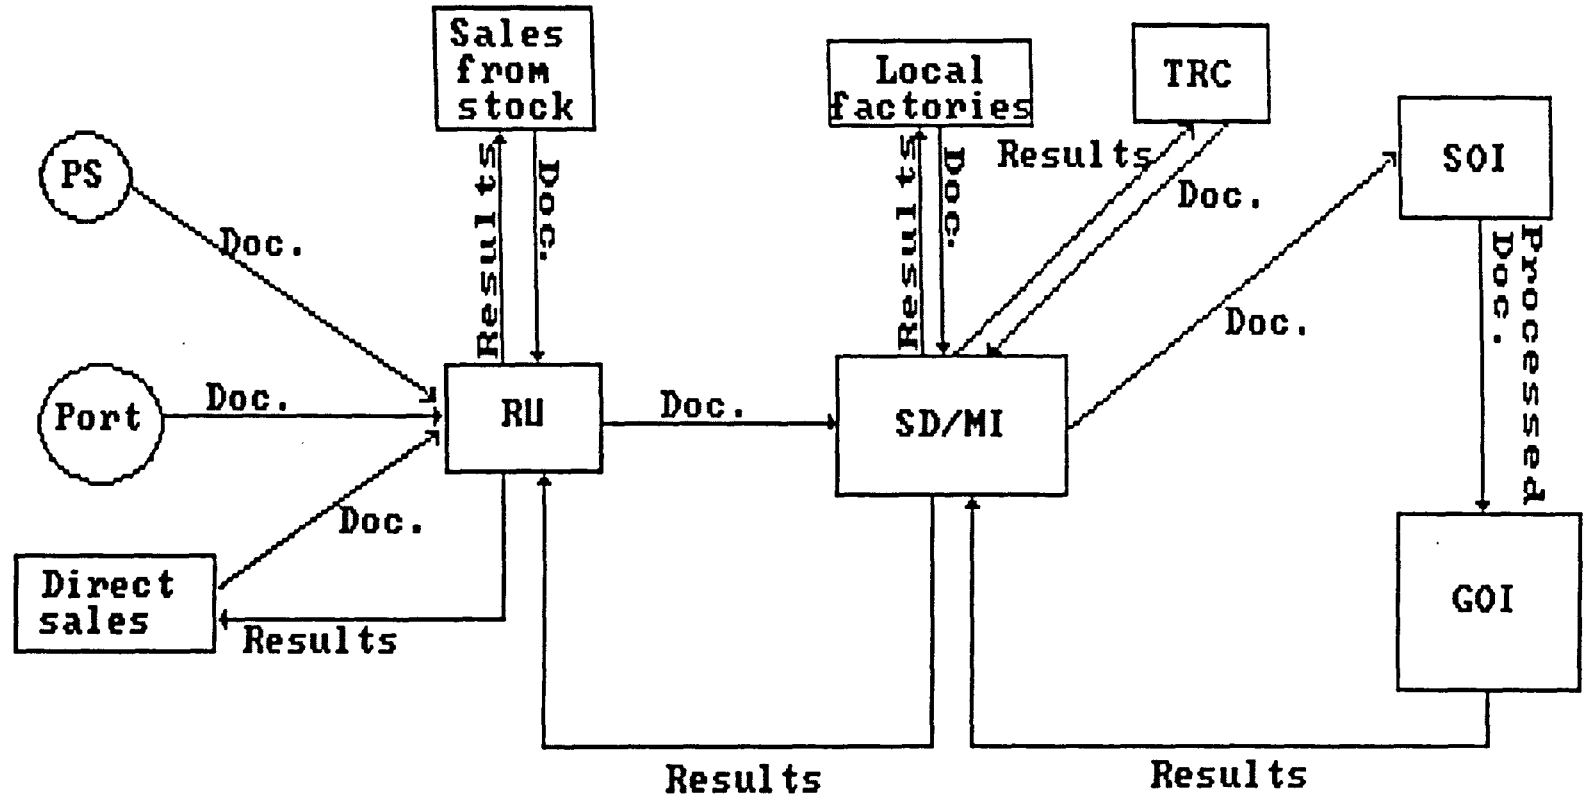 Sales
from
stock
Local
factories
TRC
SOI
PS
Results
Doc.
Results
Doc.
Results
Doc.
Doc.
Doc.
Processed
Doc.
Port
Doc.
RU
Doc.
SD/MI
Doc.
Direct
sales
Results
GOI
Results
Results